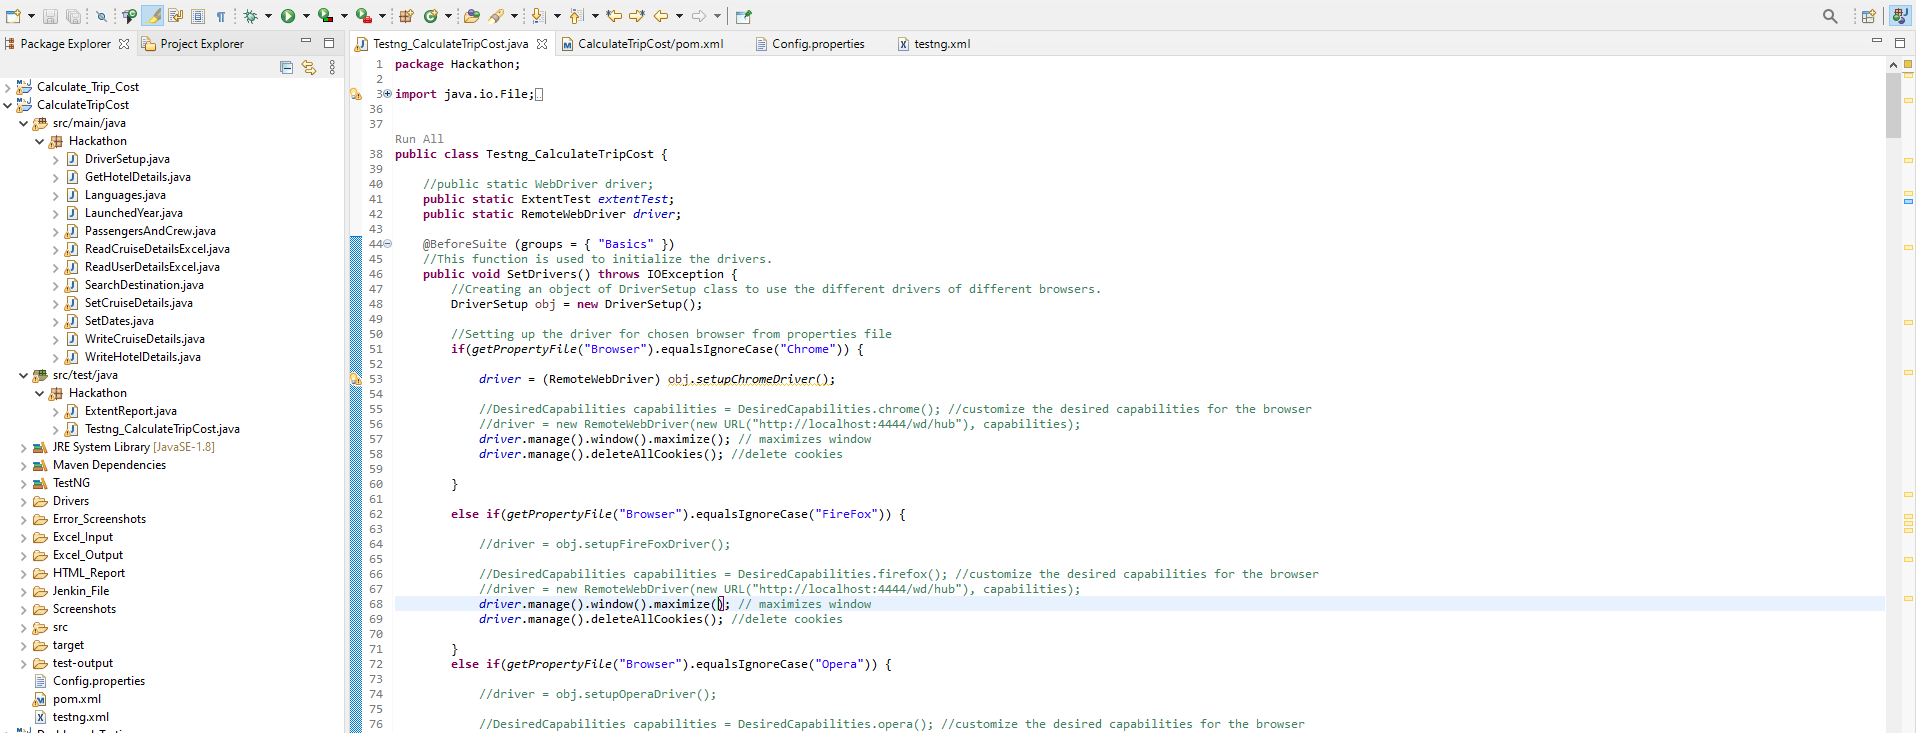 Package Explorer
Project Explorer
Calculate_Trip_Cost
CalculateTripCost
src/main/java
Hackathon
DriverSetup.java
GetHotelDetails.java
Languages.java
LaunchedYear.java
PassengersAndCrew.java
ReadCruiseDetailsExcel.java
ReadUserDetailsExcel.java
SearchDestination.java
SetCruiseDetails.java
SetDates.java
WriteCruiseDetails.java
WriteHotelDetails.java
src/test/java
Hackathon
ExtentReport.java
Testng_CalculateTripCost.java
JRE System Library [JavaSE-1.8]
Maven Dependencies
TestNG
Drivers
Error_Screenshots
Excel_Input
Excel_Output
HTML_Report
Jenkin_File
Screenshots
src
target
test-output
Config.properties
pom.xml
testng.xml
Testng_CalculateTripCost.java
CalculateTripCost/pom.xml
Config.properties
testng.xml
1 package Hackathon;
2
3 import java.io.File;
36
37
Run All
38 public class Testng_CalculateTripCost {
39
40 //public static WebDriver driver;
41 public static ExtentTest extentTest;
42 public static RemoteWebDriver driver;
43
44 @BeforeSuite (groups = { "Basics" })
45 //This function is used to initialize the drivers.
46 public void SetDrivers() throws IOException {
47 //Creating an object of DriverSetup class to use the different drivers of different browsers.
48 DriverSetup obj = new DriverSetup();
49
50 //Setting up the driver for chosen browser from properties file
51 if(getPropertyFile("Browser").equalsIgnoreCase("Chrome")) {
52
53 driver = (RemoteWebDriver) obj.setupChromeDriver();
54
55 //DesiredCapabilities capabilities = DesiredCapabilities.chrome(); //customize the desired capabilities for the browser
56 //driver = new RemoteWebDriver(new URL("http://localhost:4444/wd/hub"), capabilities);
57 driver.manage().window().maximize(); // maximizes window
58 driver.manage().deleteAllCookies(); //delete cookies
59
60 }
61
62 else if(getPropertyFile("Browser").equalsIgnoreCase("FireFox")) {
63
64 //driver = obj.setupFireFoxDriver();
65
66 //DesiredCapabilities capabilities = DesiredCapabilities.firefox(); //customize the desired capabilities for the browser
67 //driver = new RemoteWebDriver(new URL("http://localhost:4444/wd/hub"), capabilities);
68 driver.manage().window().maximize(); // maximizes window
69 driver.manage().deleteAllCookies(); //delete cookies
70
71 }
72 else if(getPropertyFile("Browser").equalsIgnoreCase("Opera")) {
73
74 //driver = obj.setupOperaDriver();
75
76 //DesiredCapabilities capabilities = DesiredCapabilities.opera(); //customize the desired capabilities for the browser